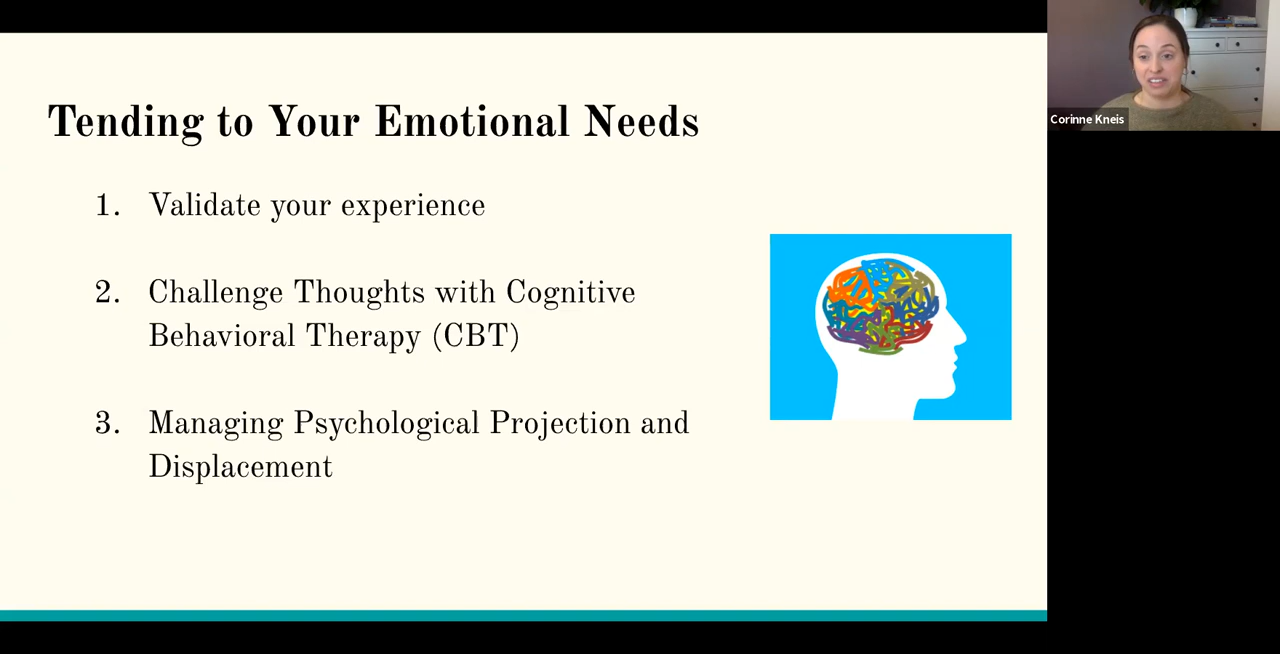 Tending to Your Emotional Needs
1. Validate your experience
2. Challenge Thoughts with Cognitive
Behavioral Therapy (CBT)
3. Managing Psychological Projection and
Displacement
Corinne Kneis